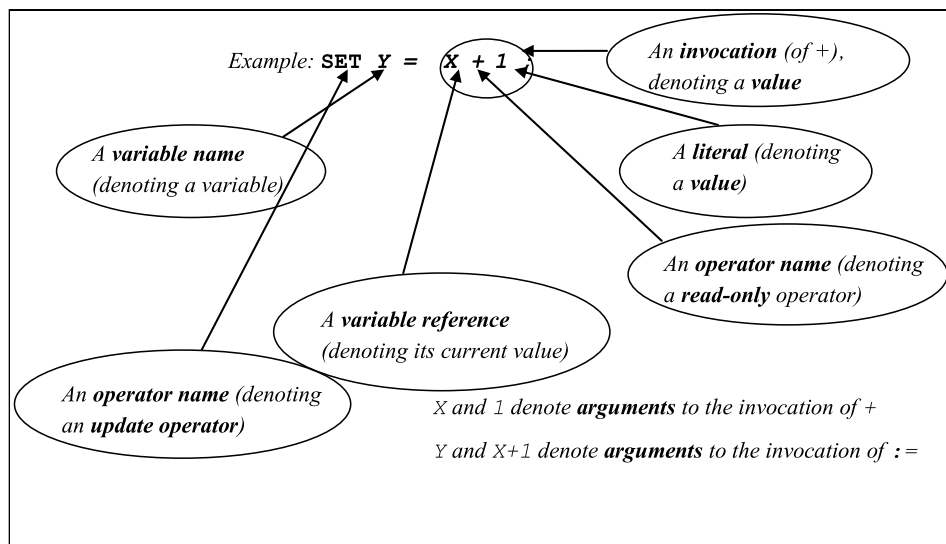 Example: SET Y = X + 1 ;
An invocation (of +),
denoting a value
A variable name
(denoting a variable)
A literal (denoting
a value)
An operator name (denoting
a read-only operator)
A variable reference
(denoting its current value)
An operator name (denoting
an update operator)
X and 1 denote arguments to the invocation of +
Y and X+1 denote arguments to the invocation of :=